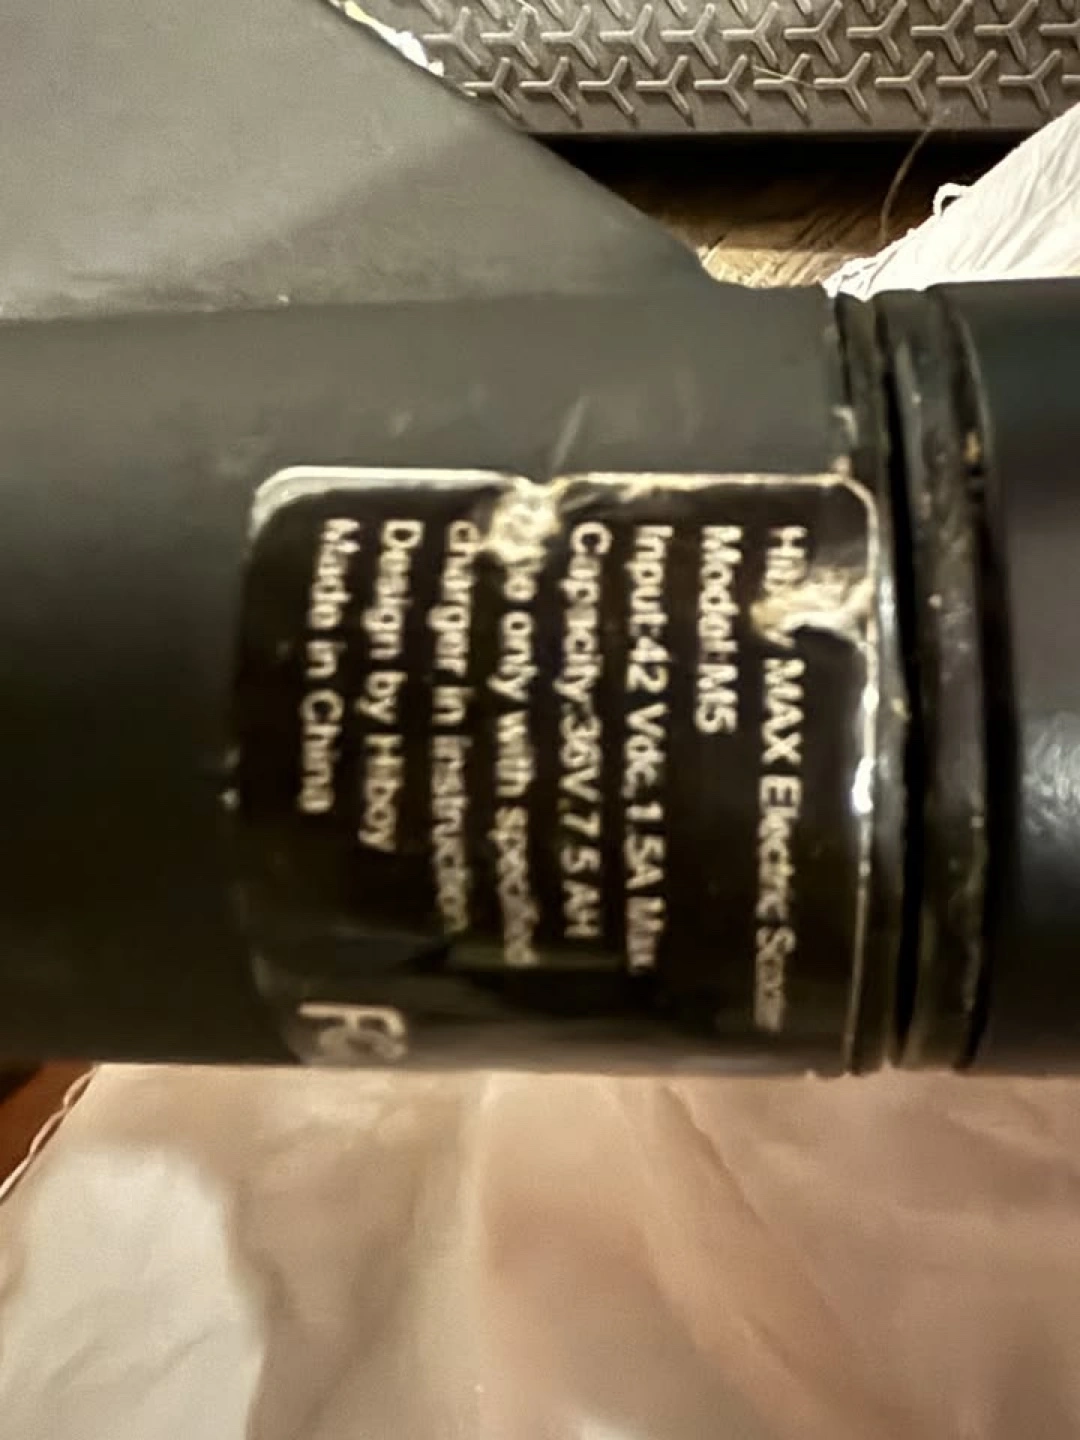 MAX Electric
Model:M5
Input:42 Vdc, 1.5A Max.
Capacity:36V,7.5 AH
only with
charger in instruction
Design by Hiboy
Made in China
FC